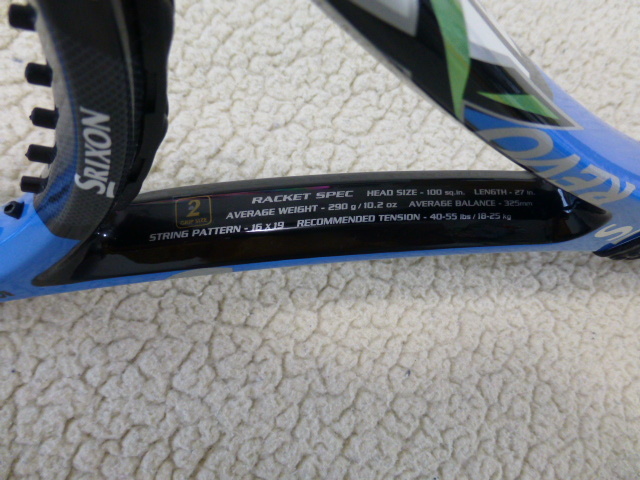 SRIXON
REVO
2
RACKET SPEC HEAD SIZE - 100 sq.in. LENGTH - 27 in.
AVERAGE WEIGHT - 290 g / 10.2 oz AVERAGE BALANCE - 325mm
STRING PATTERN - 16 X 19 RECOMMENDED TENSION - 40-55 lbs / 18-25 kg
S